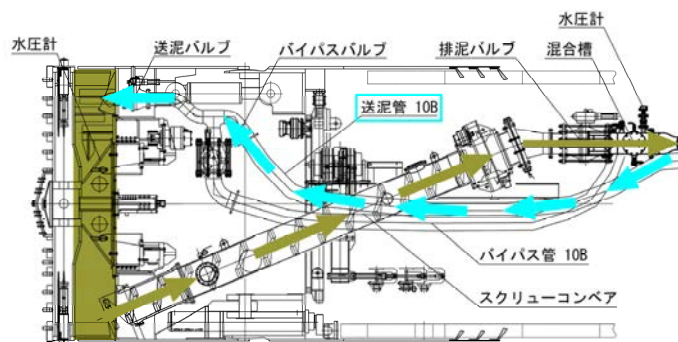 水圧計
水圧計
送泥バルブ
バイパスバルブ
排泥バルブ
混合槽
送泥管 10B
バイパス管 10B
スクリューコンベア